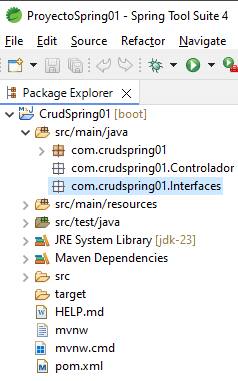 ProyectoSpring01 - Spring Tool Suite 4
File Edit Source Refactor Navigate
Package Explorer
CrudSpring01 [boot]
src/main/java
com.crudspring01
com.crudspring01.Controlador
com.crudspring01.Interfaces
src/main/resources
src/test/java
JRE System Library [jdk-23]
Maven Dependencies
src
target
HELP.md
mvnw
mvnw.cmd
pom.xml